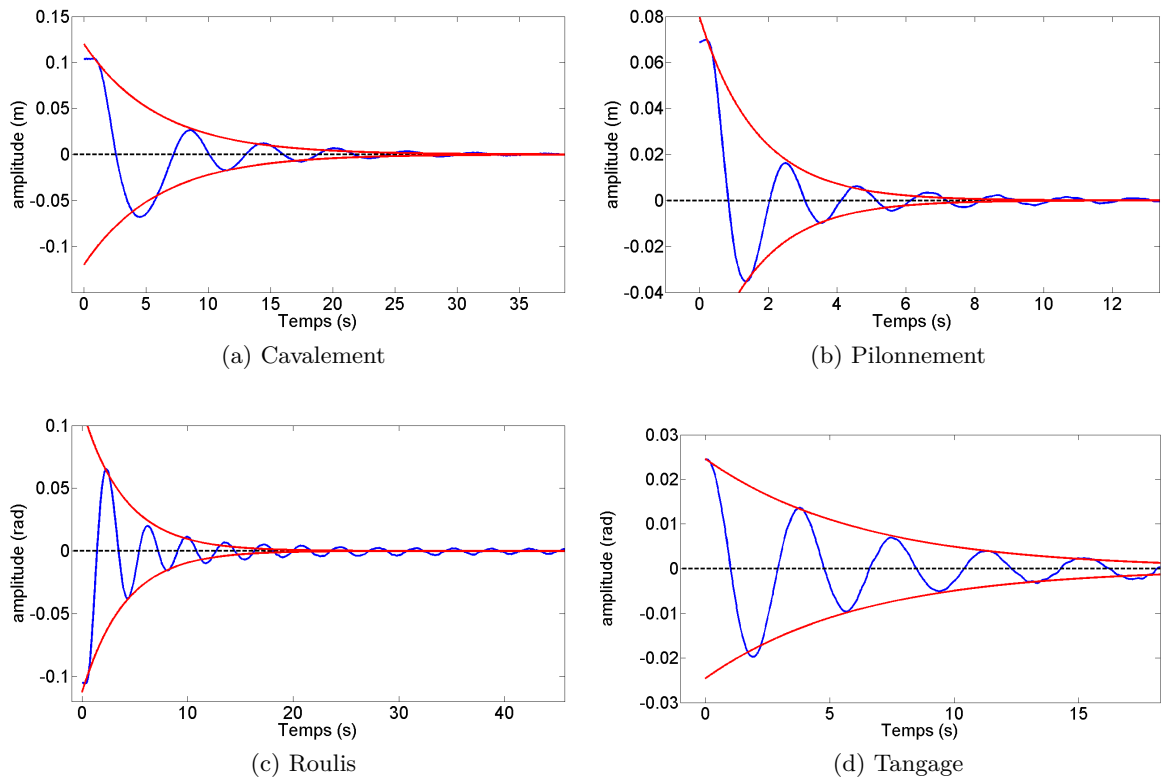 0.15
0.1
0.05
0
-0.05
-0.1
amplitude (m)
0 5 10 15 20 25 30 35
Temps (s)
(a) Cavalement
0.08
0.06
0.04
0.02
0
-0.02
-0.04
amplitude (m)
0 2 4 6 8 10 12
Temps (s)
(b) Pilonnement
0.1
0.05
0
-0.05
-0.1
amplitude (rad)
0 10 20 30 40
Temps (s)
(c) Roulis
0.03
0.02
0.01
0
-0.01
-0.02
-0.03
amplitude (rad)
0 5 10 15
Temps (s)
(d) Tangage